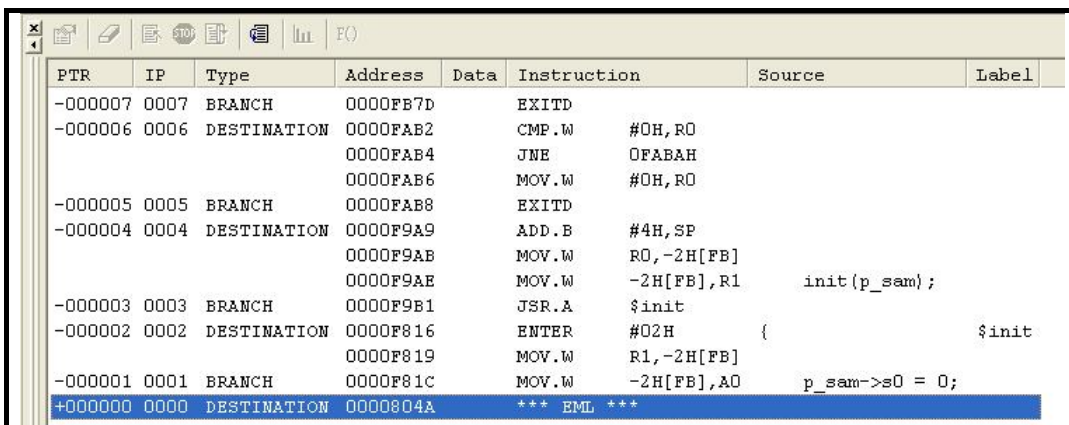 STOP F()
PTR IP Type Address Data Instruction Source Label
-000007 0007 BRANCH 0000FB7D EXITD
-000006 0006 DESTINATION 0000FAB2 CMP.W #0H,R0
0000FAB4 JNE 0FABAH
0000FAB6 MOV.W #0H,R0
-000005 0005 BRANCH 0000FAB8 EXITD
-000004 0004 DESTINATION 0000F9A9 ADD.B #4H,SP
0000F9AB MOV.W R0,-2H[FB]
0000F9AE MOV.W -2H[FB],R1 init(p_sam);
-000003 0003 BRANCH 0000F9B1 JSR.A $init
-000002 0002 DESTINATION 0000F816 ENTER #02H { $init
0000F819 MOV.W R1,-2H[FB]
-000001 0001 BRANCH 0000F81C MOV.W -2H[FB],A0 p_sam->s0 = 0;
+000000 0000 DESTINATION 0000804A *** EML ***